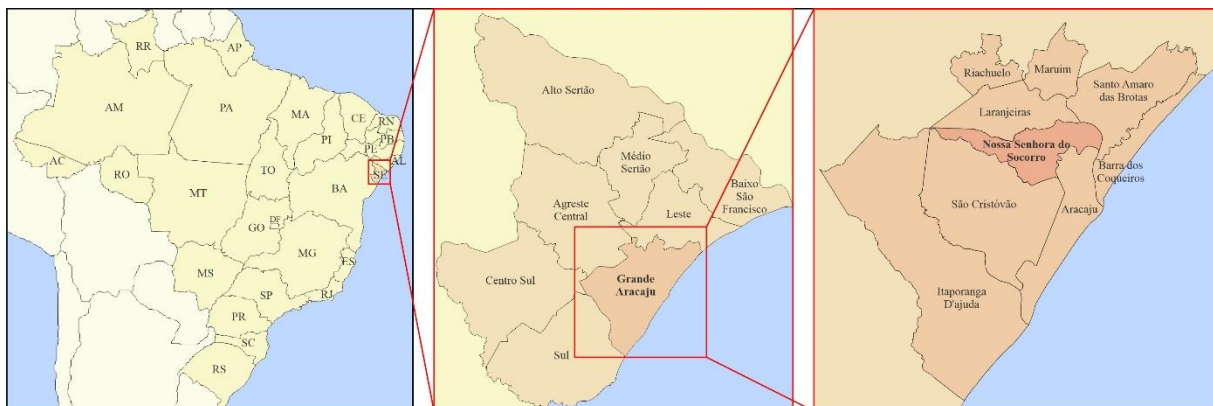 RR
AP
AM
PA
MA
CE
RN
PB
PI
PE
AL
AC
RO
TO
SE
MT
BA
DF
GO
MG
ES
MS
SP
RJ
PR
SC
RS
Alto Sertão
Médio
Sertão
Agreste
Central
Leste
Baixo
São
Francisco
Centro Sul
Grande
Aracaju
Sul
Riachuelo
Maruim
Santo Amaro
das Brotas
Laranjeiras
Nossa Senhora do
Socorro
Barra dos
Coqueiros
São Cristóvão
Aracaju
Itaporanga
D'ajuda